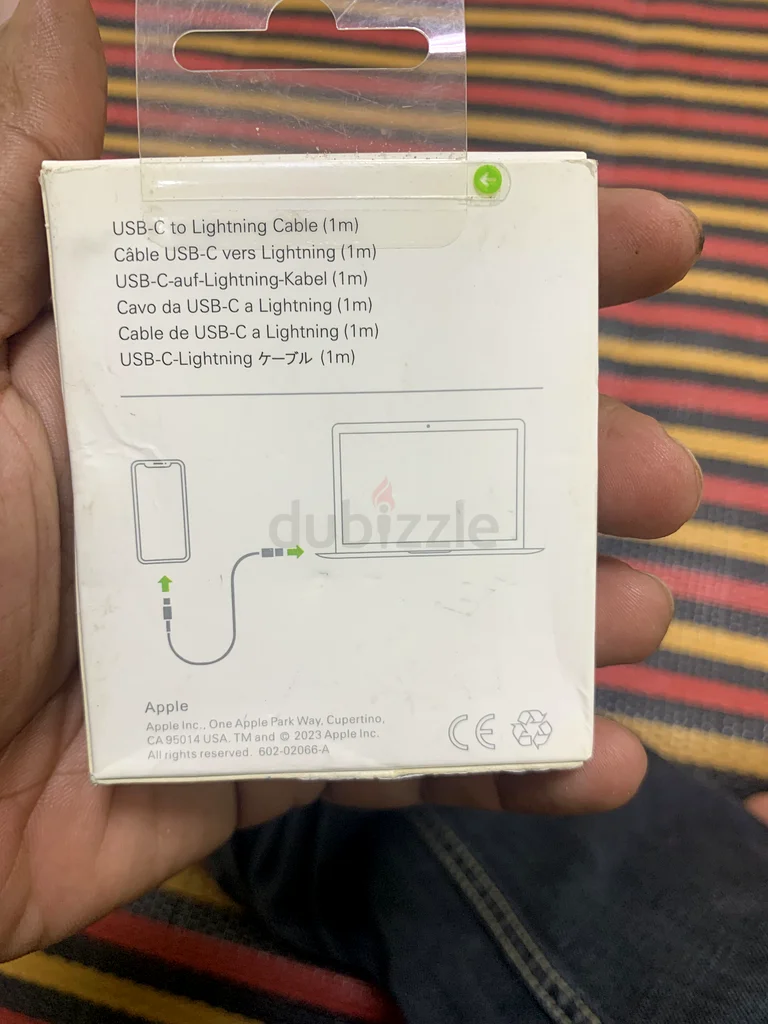 USB-C to Lightning Cable (1m)
Câble USB-C vers Lightning (1m)
USB-C-auf-Lightning-Kabel (1m)
Cavo da USB-C a Lightning (1m)
Cable de USB-C a Lightning (1m)
USB-C-Lightning ケーブル (1m)
dubizzle
Apple
Apple Inc., One Apple Park Way, Cupertino,
CA 95014 USA. TM and © 2023 Apple Inc.
All rights reserved. 602-02066-A
CE